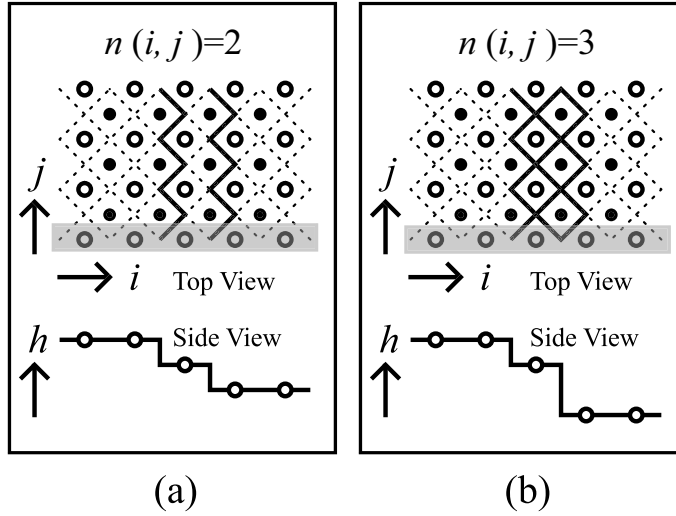 n (i, j )=2
j
i
Top View
Side View
h
(a)
n (i, j )=3
j
i
Top View
Side View
h
(b)